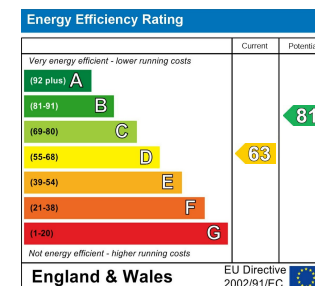 Energy Efficiency Rating
Current
Very energy efficient - lower running costs
(92 plus) A
(81-91) B
81
(69-80) C
(55-68) D
63
(39-54) E
(21-38) F
(1-20) G
Not energy efficient - higher running costs
England & Wales
EU Directive
2002/91/EC